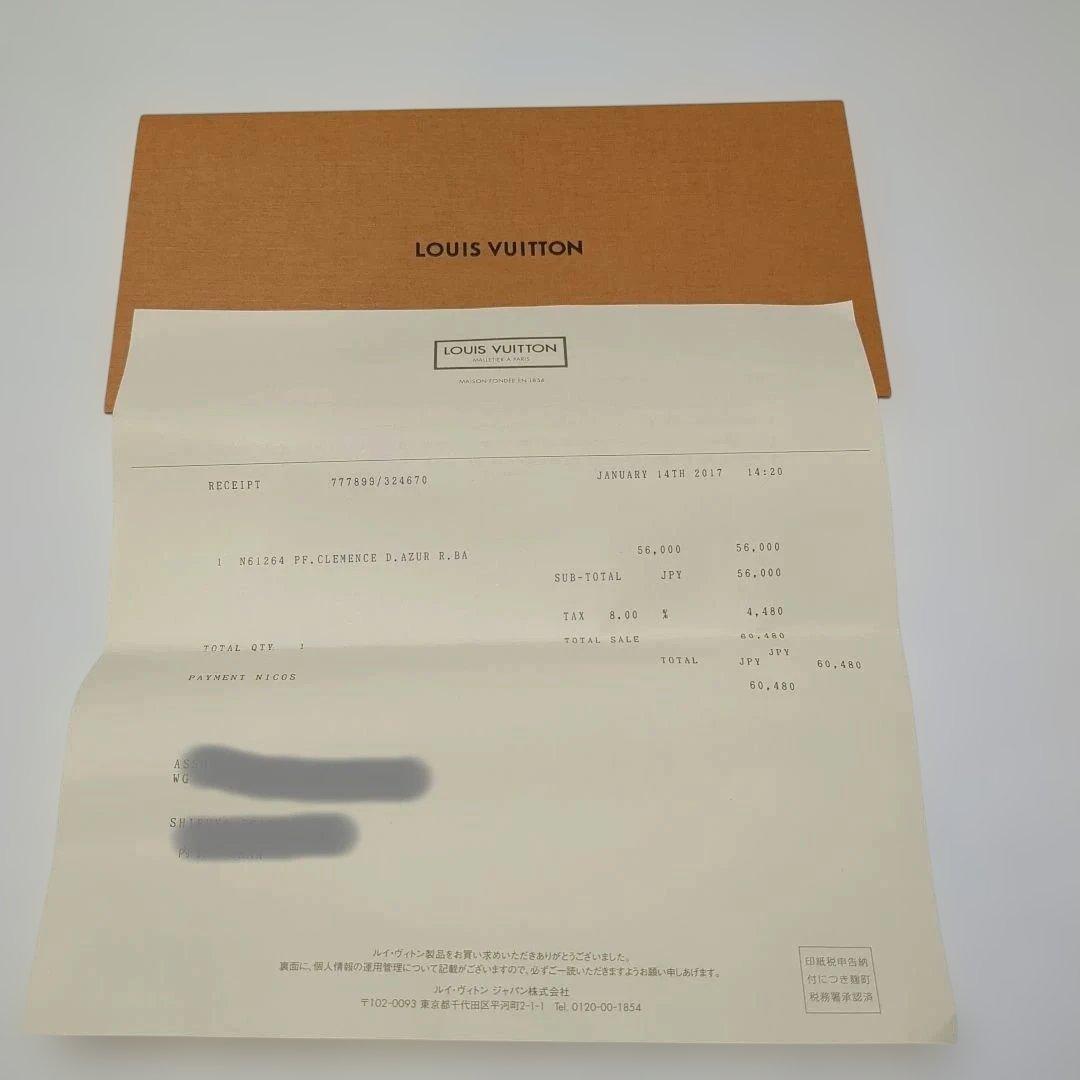 LOUIS VUITTON
LOUIS VUITTON
MALLETIER A PARIS
MAISON FONDÉE EN 1854
RECEIPT 777899/324670 JANUARY 14TH 2017 14:20
1 N61264 PF.CLEMENCE D.AZUR R.BA 56,000 56,000
SUB-TOTAL JPY 56,000
TAX 8.00 % 4,480
TOTAL QTY 1 TOTAL SALE 60,480
JPY
TOTAL JPY 60,480
PAYMENT NICOS 60,480
WG
ルイ・ヴィトン製品をお買い求めいただきありがとうございました。
裏面に、個人情報の運用管理について記載がございますので、必ずご一読いただきますようお願い申しあげます。
ルイ・ヴィトン ジャパン株式会社
〒102-0093 東京都千代田区平河町2-1-1 Tel. 0120-00-1854
印紙税申告納
付につき麹町
税務署承認済